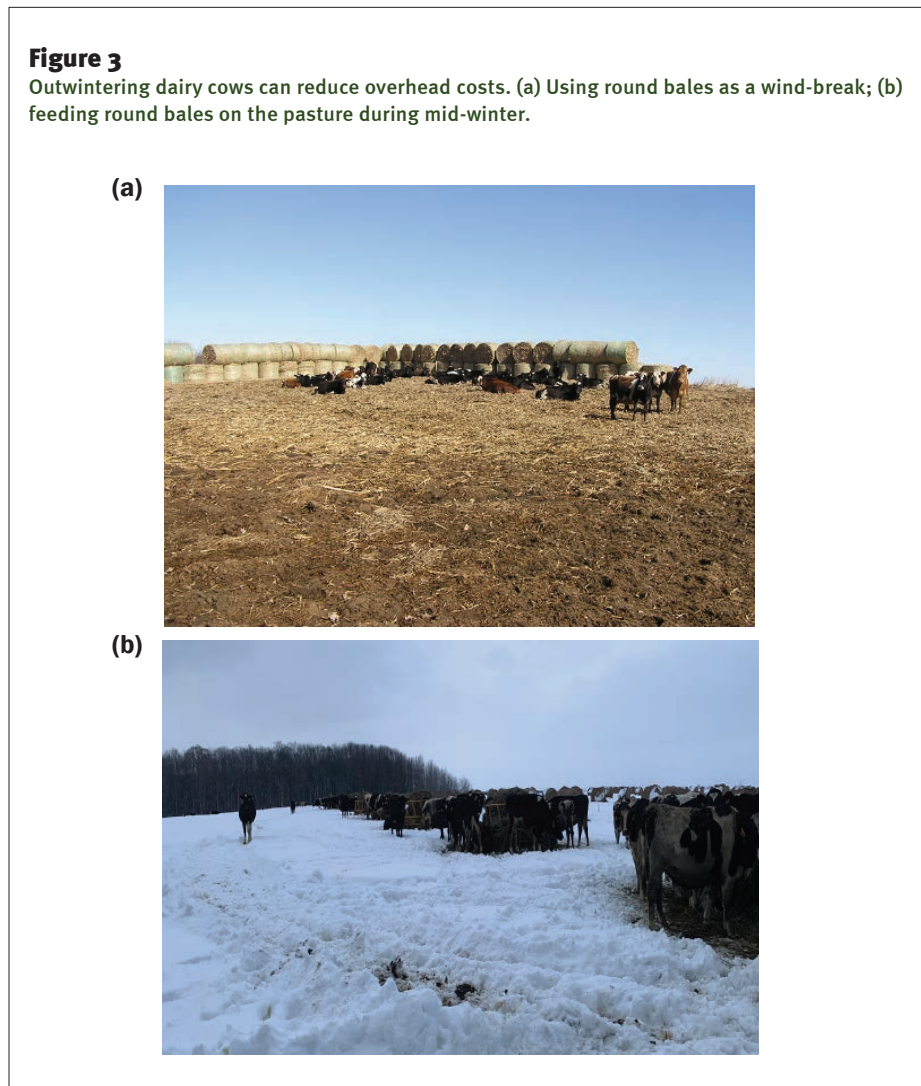 Figure 3
Outwintering dairy cows can reduce overhead costs. (a) Using round bales as a wind-break; (b)
feeding round bales on the pasture during mid-winter.
(a)
(b)